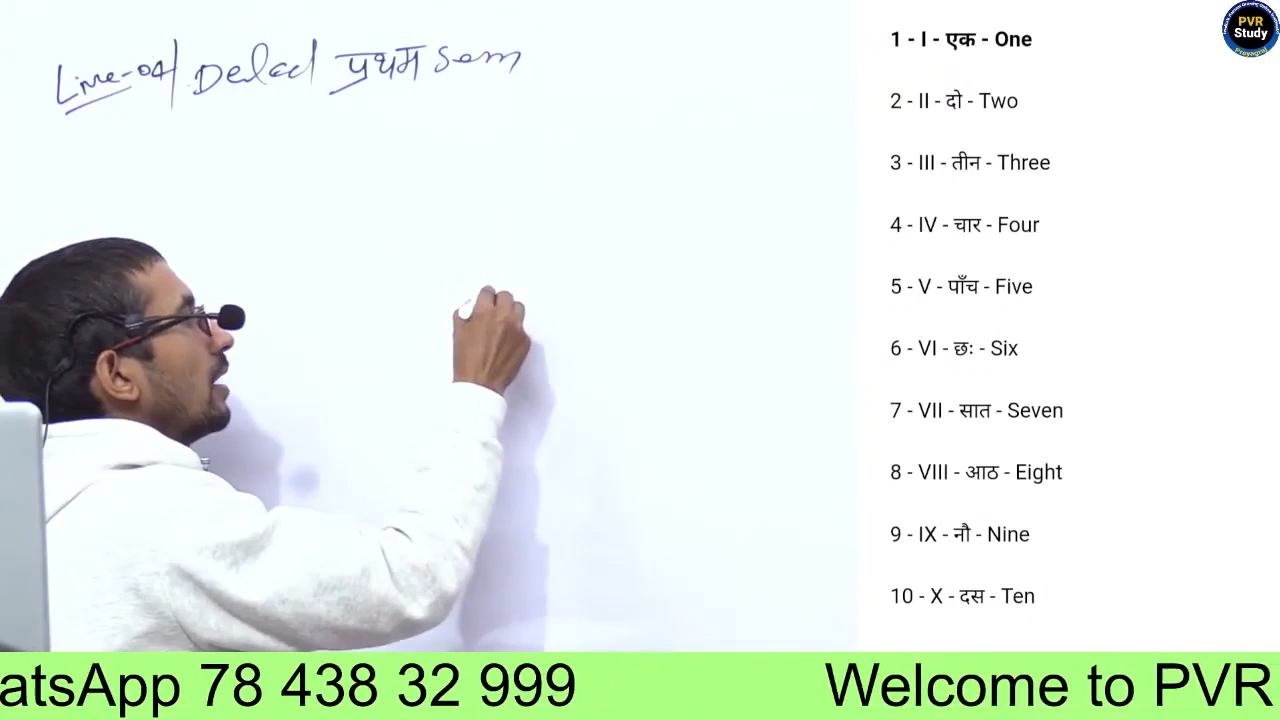 Live-04 Deled प्रथम Sem
1 - I - एक - One
2 - II - दो - Two
3 - III - तीन - Three
4 - IV - चार - Four
5 - V - पाँच - Five
6 - VI - छः - Six
7 - VII - सात - Seven
8 - VIII - आठ - Eight
9 - IX - नौ - Nine
10 - X - दस - Ten
PVR
Study
Prayagraj
atsApp 78 438 32 999
Welcome to PVR